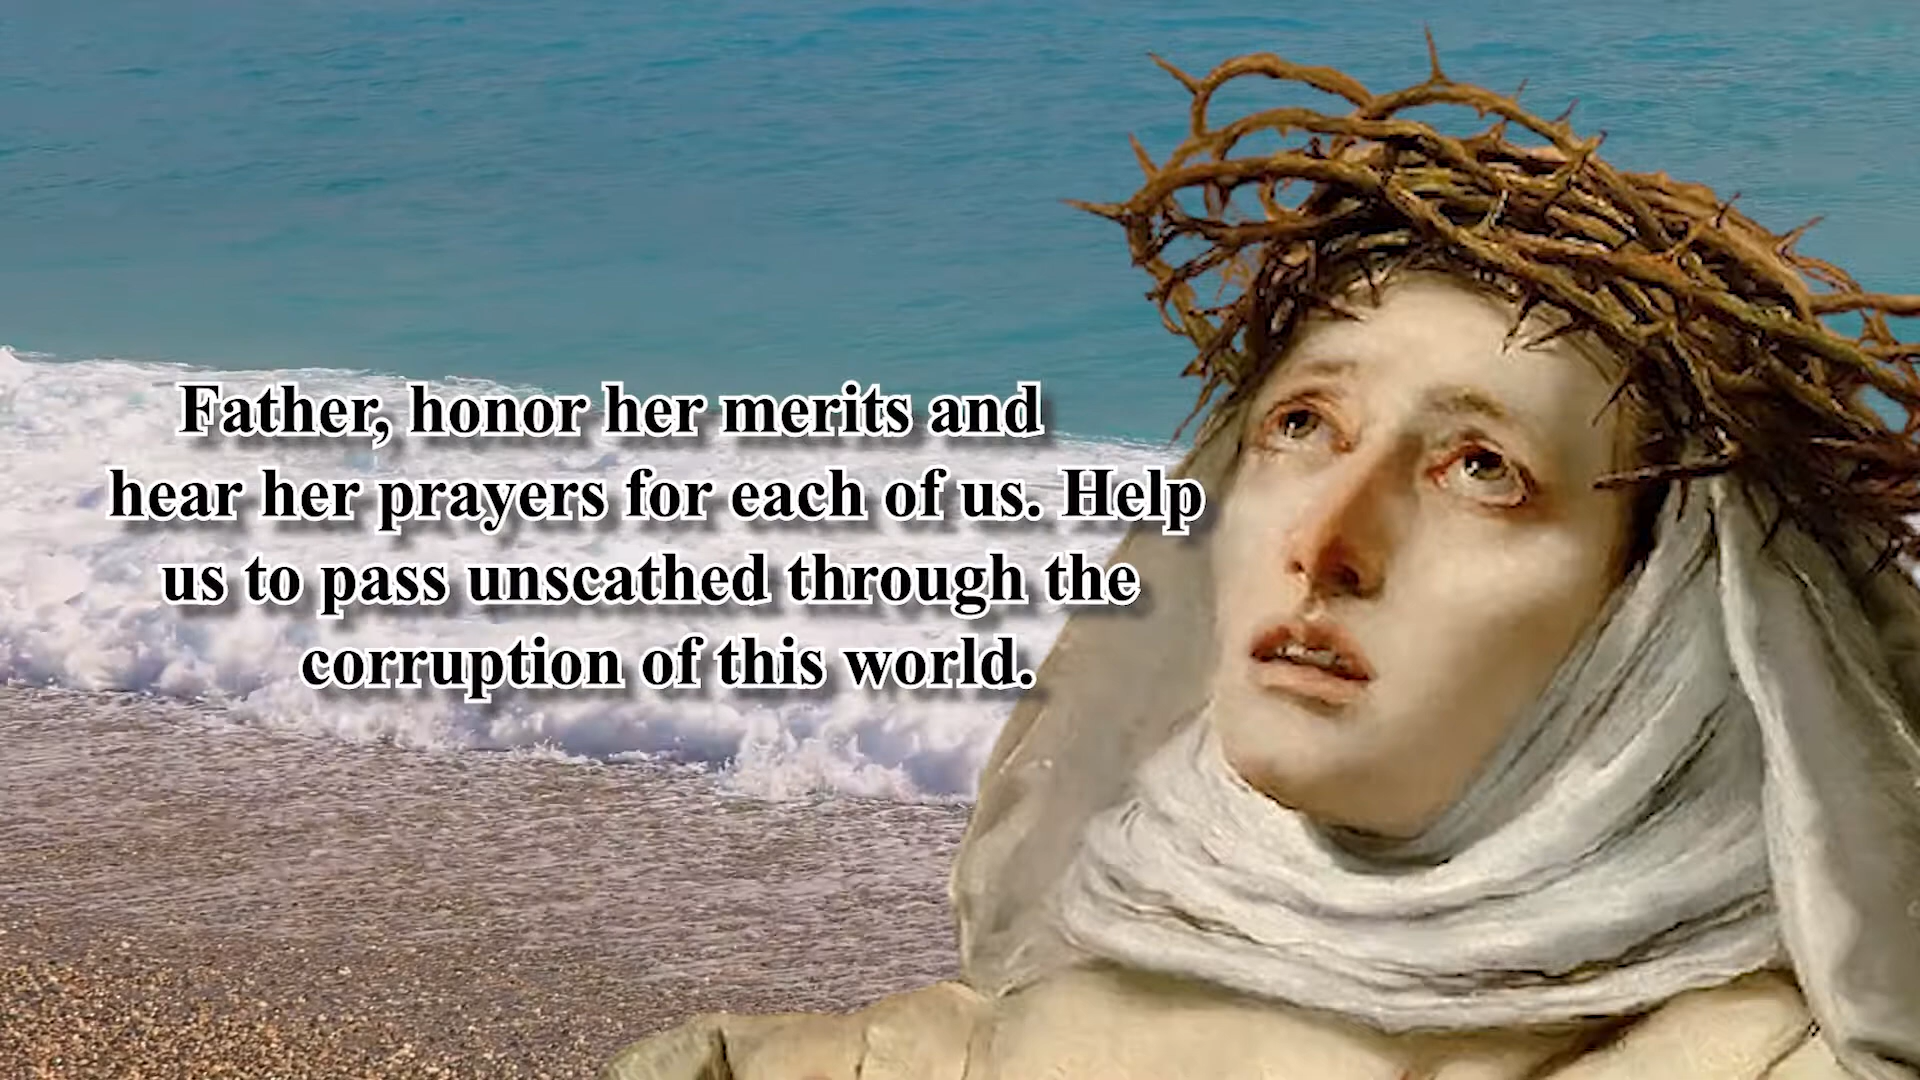 Father, honor her merits and
hear her prayers for each of us. Help
us to pass unscathed through the
corruption of this world.